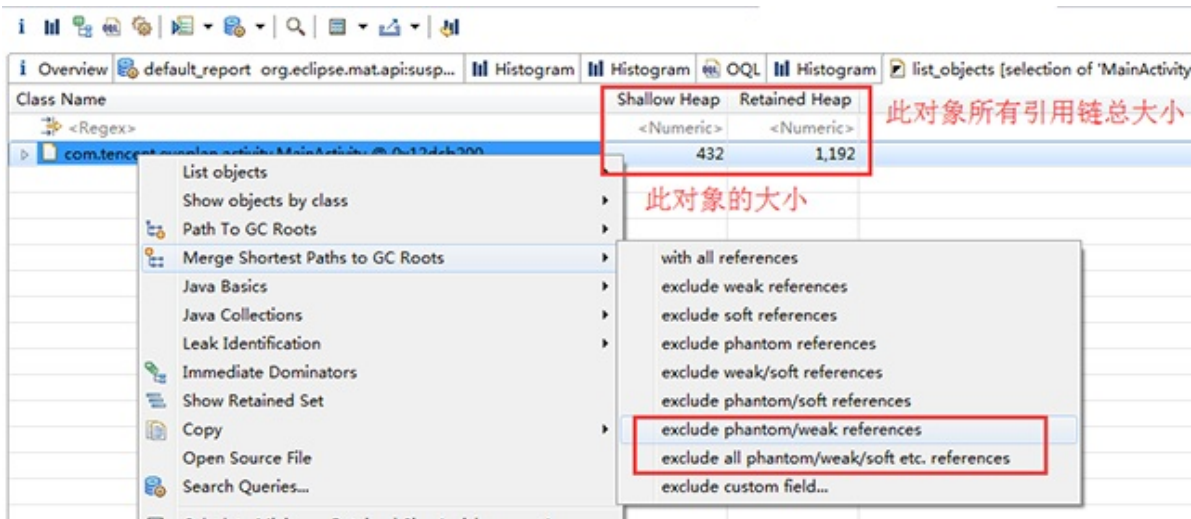 i Overview default_report org.eclipse.mat.api:susp... Histogram Histogram OQL Histogram list_objects [selection of 'MainActivity
Class Name Shallow Heap Retained Heap
此对象所有引用链总大小
<Regex> <Numeric> <Numeric>
432 1,192
此对象的大小
List objects
Show objects by class
Path To GC Roots
Merge Shortest Paths to GC Roots
Java Basics
Java Collections
Leak Identification
Immediate Dominators
Show Retained Set
Copy
Open Source File
Search Queries...
with all references
exclude weak references
exclude soft references
exclude phantom references
exclude weak/soft references
exclude phantom/soft references
exclude phantom/weak references
exclude all phantom/weak/soft etc. references
exclude custom field...